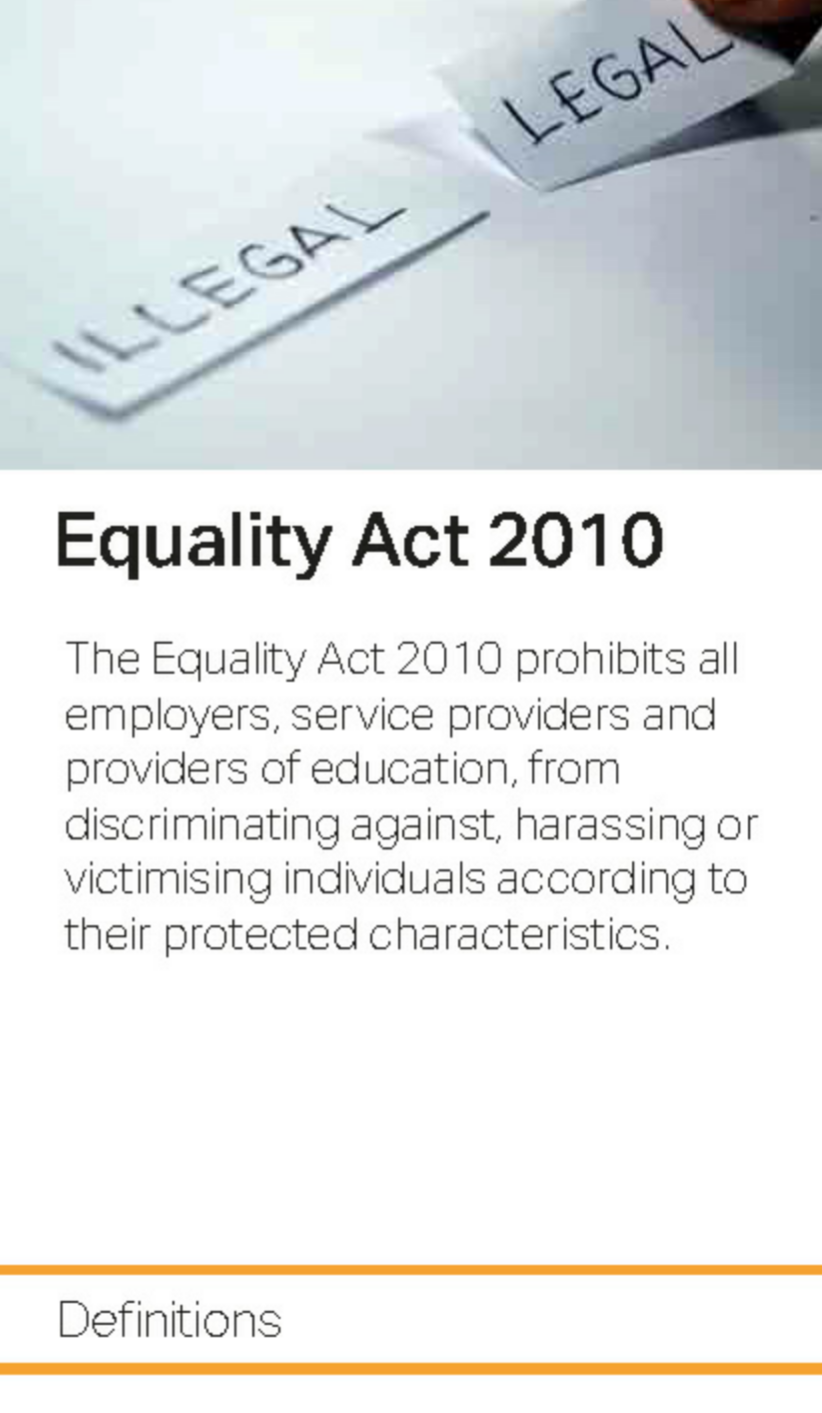 LEGAL
ILLEGAL
Equality Act 2010
The Equality Act 2010 prohibits all
employers, service providers and
providers of education, from
discriminating against, harassing or
victimising individuals according to
their protected characteristics.
Definitions